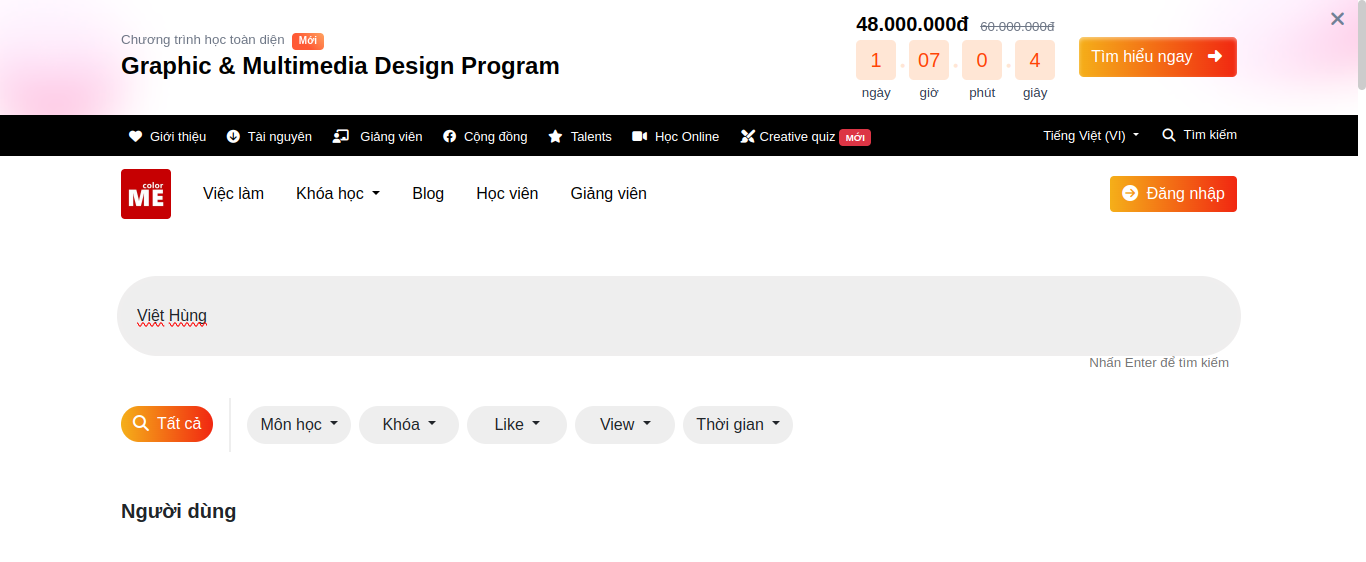 Chương trình học toàn diện Mới
Graphic & Multimedia Design Program
48.000.000đ 60.000.000đ
1 . 07 . 0 . 4
ngày giờ phút giây
Tìm hiểu ngay
Giới thiệu Tài nguyên Giảng viên Cộng đồng Talents Học Online Creative quiz MỚI Tiếng Việt (VI) Tìm kiếm
color
ME
Việc làm Khóa học Blog Học viên Giảng viên Đăng nhập
Việt Hùng
Nhấn Enter để tìm kiếm
Tất cả Môn học Khóa Like View Thời gian
Người dùng